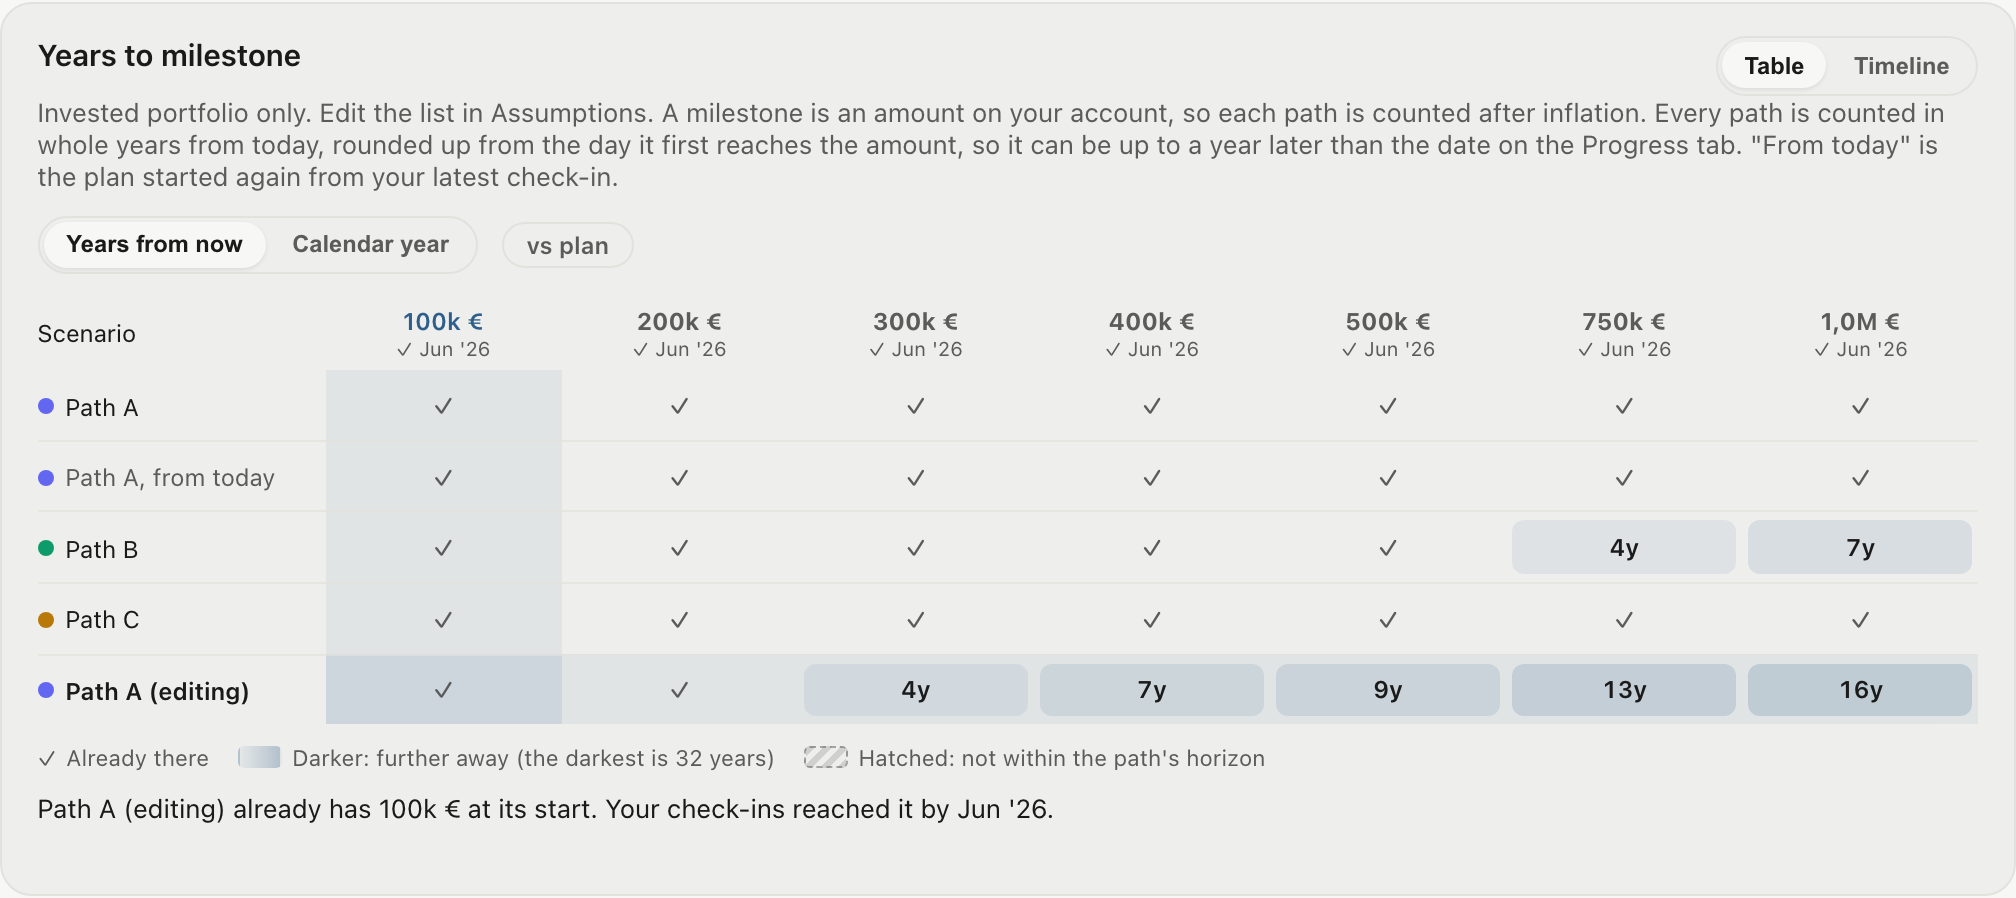 Years to milestone
Table Timeline
Invested portfolio only. Edit the list in Assumptions. A milestone is an amount on your account, so each path is counted after inflation. Every path is counted in
whole years from today, rounded up from the day it first reaches the amount, so it can be up to a year later than the date on the Progress tab. "From today" is
the plan started again from your latest check-in.
Years from now Calendar year vs plan
Scenario 100k € 200k € 300k € 400k € 500k € 750k € 1,0M €
✓ Jun '26 ✓ Jun '26 ✓ Jun '26 ✓ Jun '26 ✓ Jun '26 ✓ Jun '26 ✓ Jun '26
Path A ✓ ✓ ✓ ✓ ✓ ✓ ✓
Path A, from today ✓ ✓ ✓ ✓ ✓ ✓ ✓
Path B ✓ ✓ ✓ ✓ ✓ 4y 7y
Path C ✓ ✓ ✓ ✓ ✓ ✓ ✓
Path A (editing) ✓ ✓ 4y 7y 9y 13y 16y
✓ Already there Darker: further away (the darkest is 32 years) Hatched: not within the path's horizon
Path A (editing) already has 100k € at its start. Your check-ins reached it by Jun '26.